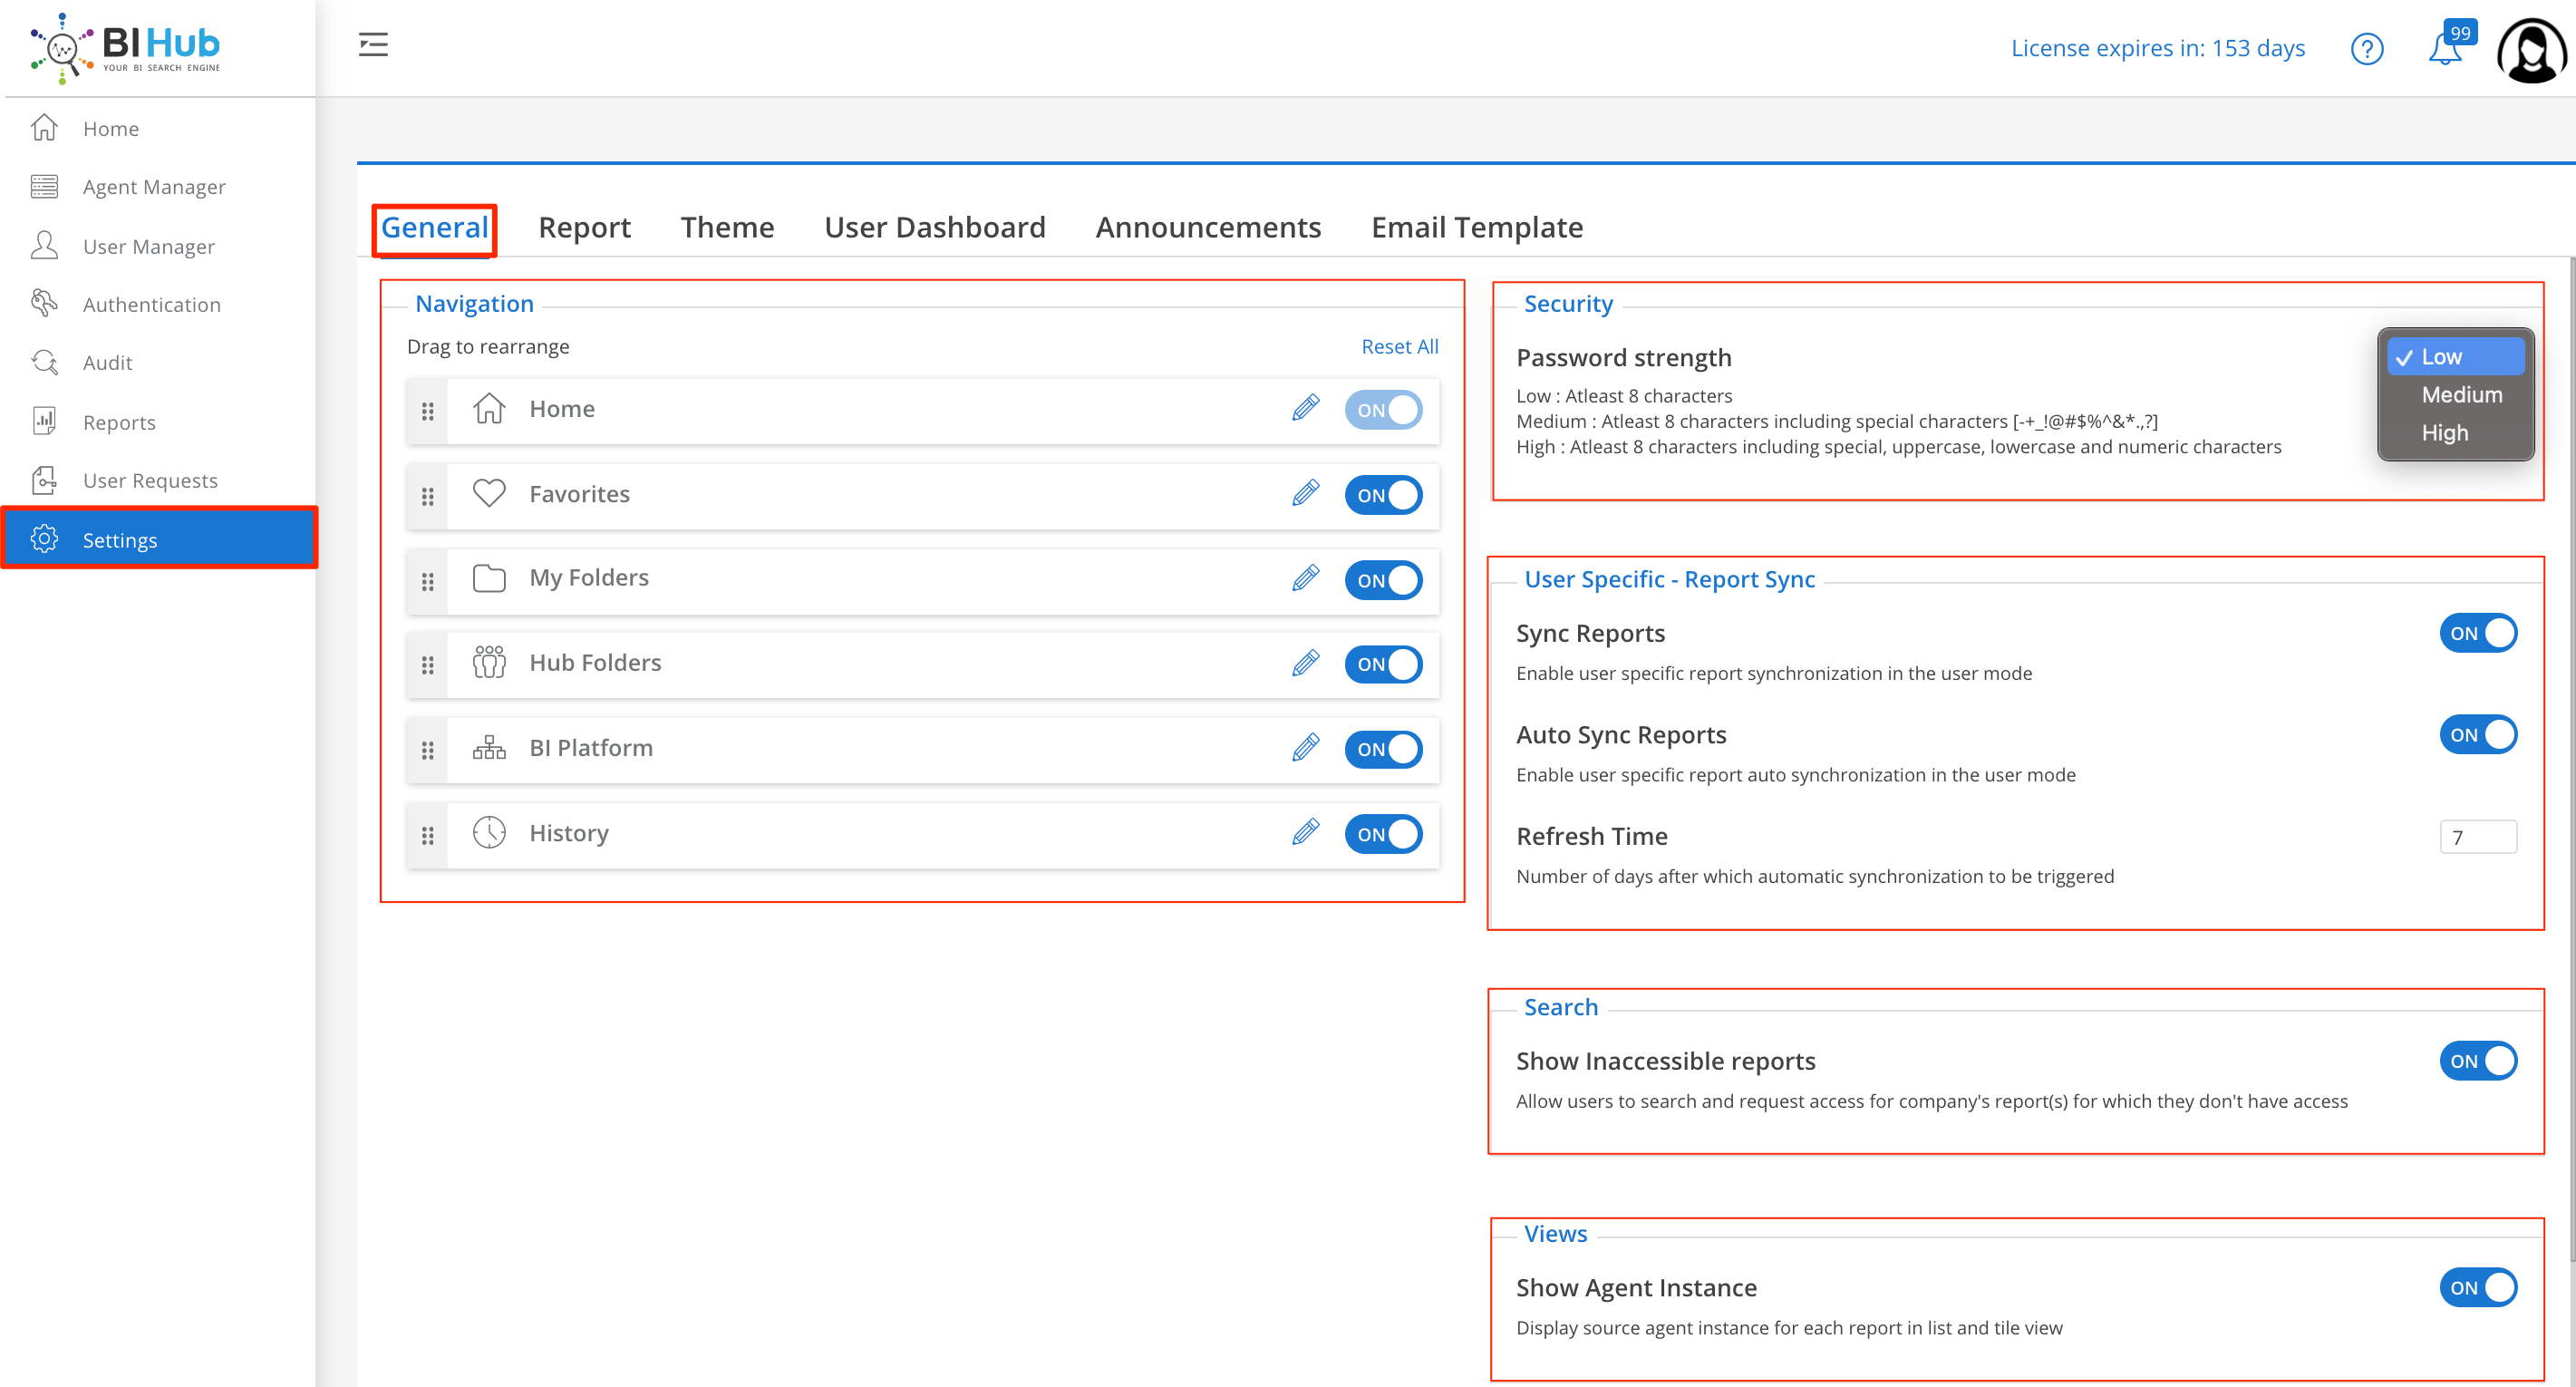 BI Hub
YOUR BI SEARCH ENGINE
License expires in: 153 days
?
99
Home
Agent Manager
User Manager
Authentication
Audit
Reports
User Requests
Settings
General
Report
Theme
User Dashboard
Announcements
Email Template
Navigation
Drag to rearrange
Reset All
Home
ON
Favorites
ON
My Folders
ON
Hub Folders
ON
BI Platform
ON
History
ON
Security
Password strength
Low : Atleast 8 characters
Medium : Atleast 8 characters including special characters [-+_!@#$%^&*.,?]
High : Atleast 8 characters including special, uppercase, lowercase and numeric characters
Low
Medium
High
User Specific - Report Sync
Sync Reports
ON
Enable user specific report synchronization in the user mode
Auto Sync Reports
ON
Enable user specific report auto synchronization in the user mode
Refresh Time
7
Number of days after which automatic synchronization to be triggered
Search
Show Inaccessible reports
ON
Allow users to search and request access for company's report(s) for which they don't have access
Views
Show Agent Instance
ON
Display source agent instance for each report in list and tile view